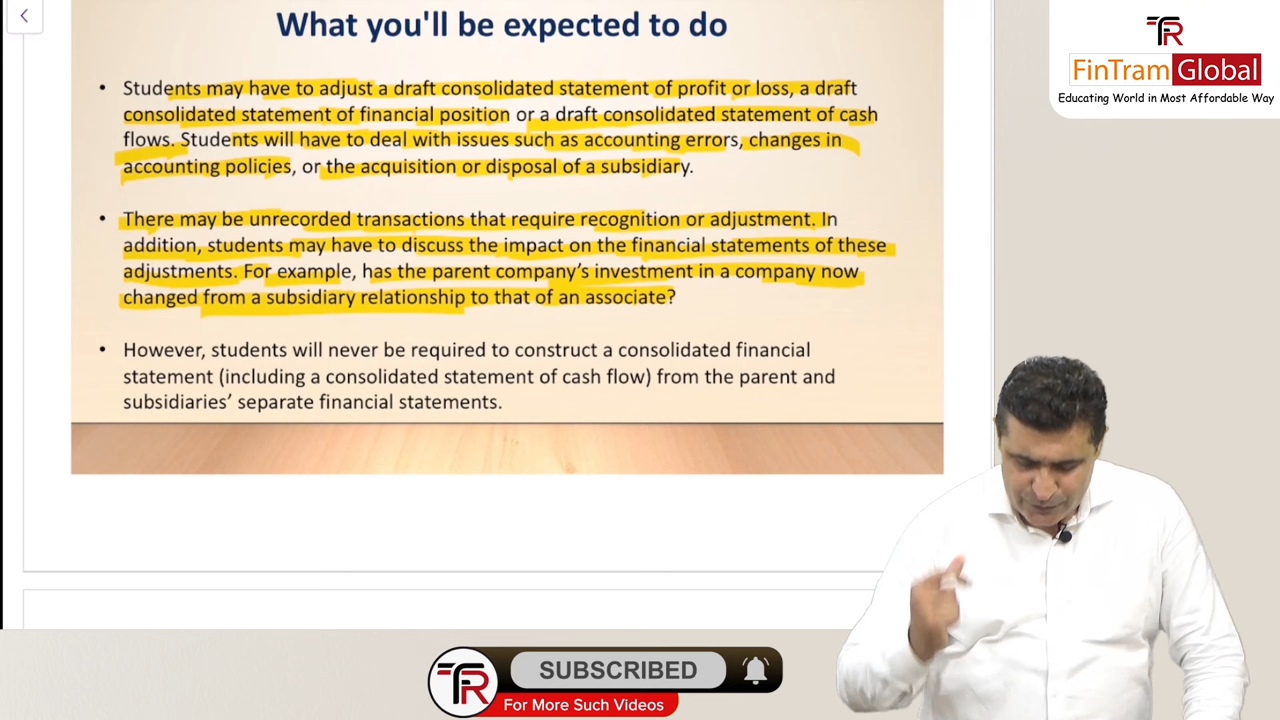 What you'll be expected to do
• Students may have to adjust a draft consolidated statement of profit or loss, a draft
consolidated statement of financial position or a draft consolidated statement of cash
flows. Students will have to deal with issues such as accounting errors, changes in
accounting policies, or the acquisition or disposal of a subsidiary.
• There may be unrecorded transactions that require recognition or adjustment. In
addition, students may have to discuss the impact on the financial statements of these
adjustments. For example, has the parent company's investment in a company now
changed from a subsidiary relationship to that of an associate?
• However, students will never be required to construct a consolidated financial
statement (including a consolidated statement of cash flow) from the parent and
subsidiaries' separate financial statements.
TR
FinTram Global
Educating World in Most Affordable Way
TR
SUBSCRIBED
For More Such Videos